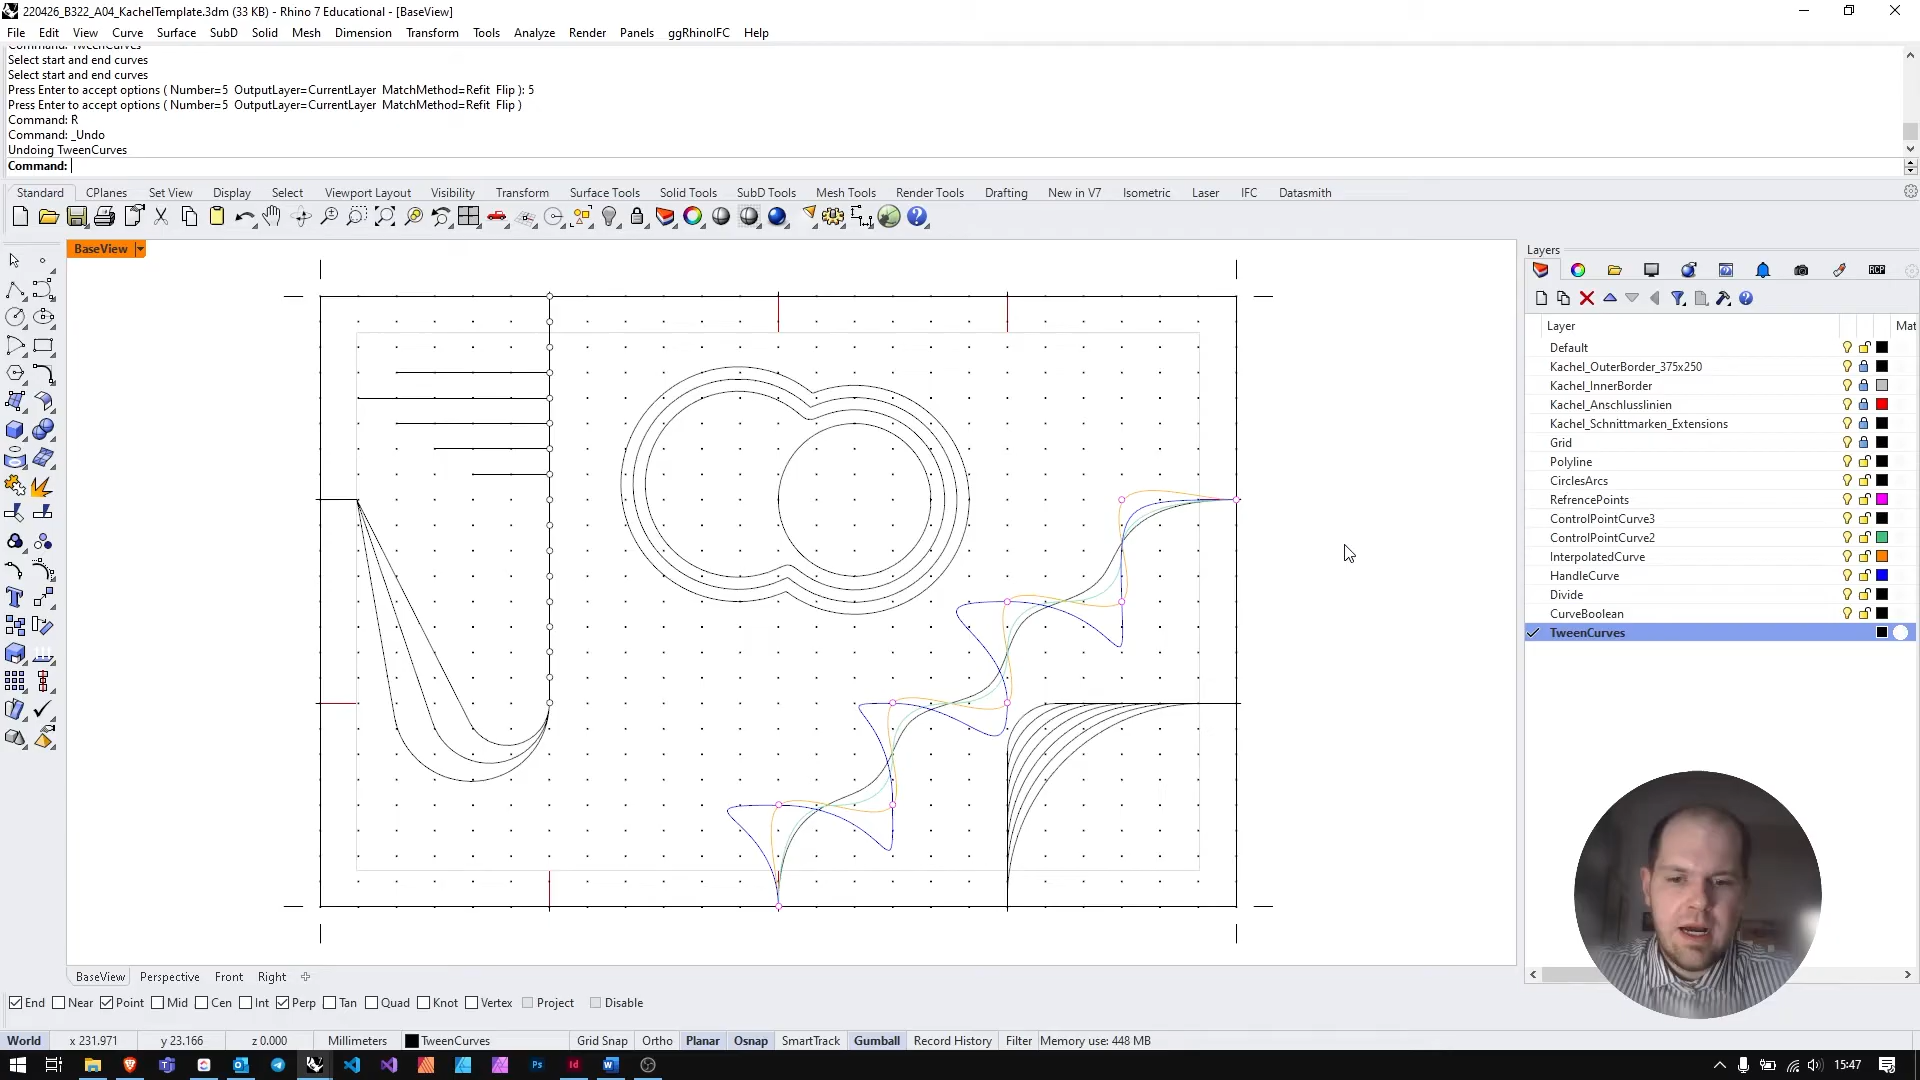 220426_B322_A04_KachelTemplate.3dm (33 KB) - Rhino 7 Educational - [BaseView]
File Edit View Curve Surface SubD Solid Mesh Dimension Transform Tools Analyze Render Panels ggRhinoIFC Help
Command: TweenCurves
Select start and end curves
Select start and end curves
Press Enter to accept options ( Number=5 OutputLayer=CurrentLayer MatchMethod=Refit Flip ): 5
Press Enter to accept options ( Number=5 OutputLayer=CurrentLayer MatchMethod=Refit Flip )
Command: R
Command: _Undo
Undoing TweenCurves
Command:
Standard CPlanes Set View Display Select Viewport Layout Visibility Transform Surface Tools Solid Tools SubD Tools Mesh Tools Render Tools Drafting New in V7 Isometric Laser IFC Datasmith
BaseView
Layers
RCP
Layer Mat
Default
Kachel_OuterBorder_375x250
Kachel_InnerBorder
Kachel_Anschlusslinien
Kachel_Schnittmarken_Extensions
Grid
Polyline
CirclesArcs
RefrencePoints
ControlPointCurve3
ControlPointCurve2
InterpolatedCurve
HandleCurve
Divide
CurveBoolean
TweenCurves
BaseView Perspective Front Right
End Near Point Mid Cen Int Perp Tan Quad Knot Vertex Project Disable
World x 231.971 y 23.166 z 0.000 Millimeters TweenCurves Grid Snap Ortho Planar Osnap SmartTrack Gumball Record History Filter Memory use: 448 MB
Ps Id 15:47